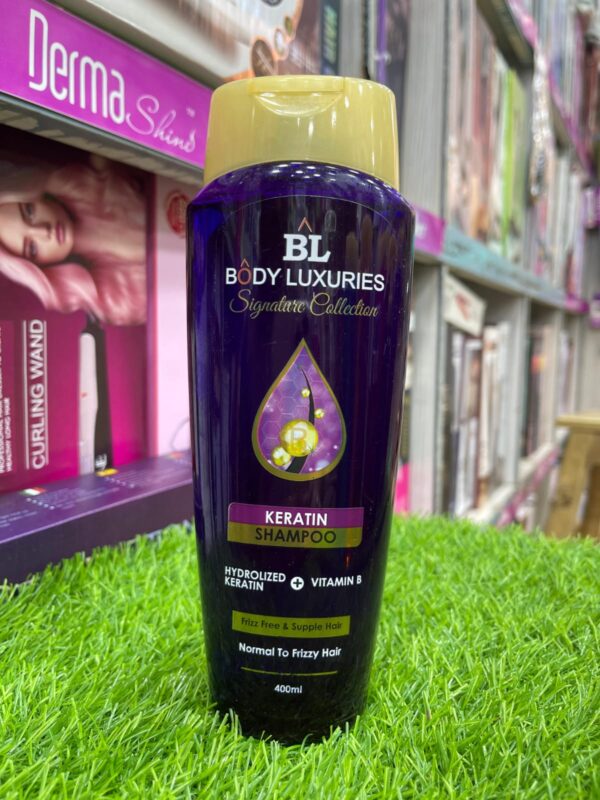 Derma
Shine
BL
BÔDY LUXURIES
Signature Collection
KERATIN
SHAMPOO
HYDROLIZED
KERATIN
+ VITAMIN B
Frizz Free & Supple Hair
Normal To Frizzy Hair
400ml
CURLING WAND